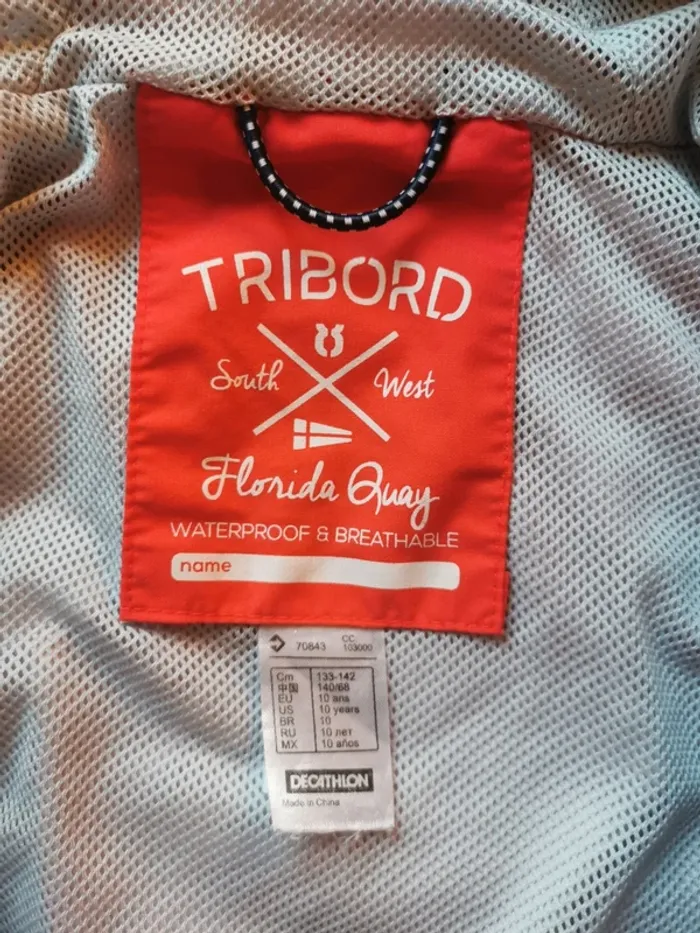 TRIBORD
South West
Florida Quay
WATERPROOF & BREATHABLE
name
70843 CC 103000
Cm 133-142
中国 140/68
EU 10 ans
US 10 years
BR 10
RU 10 лет
MX 10 años
DECATHLON
Made in China